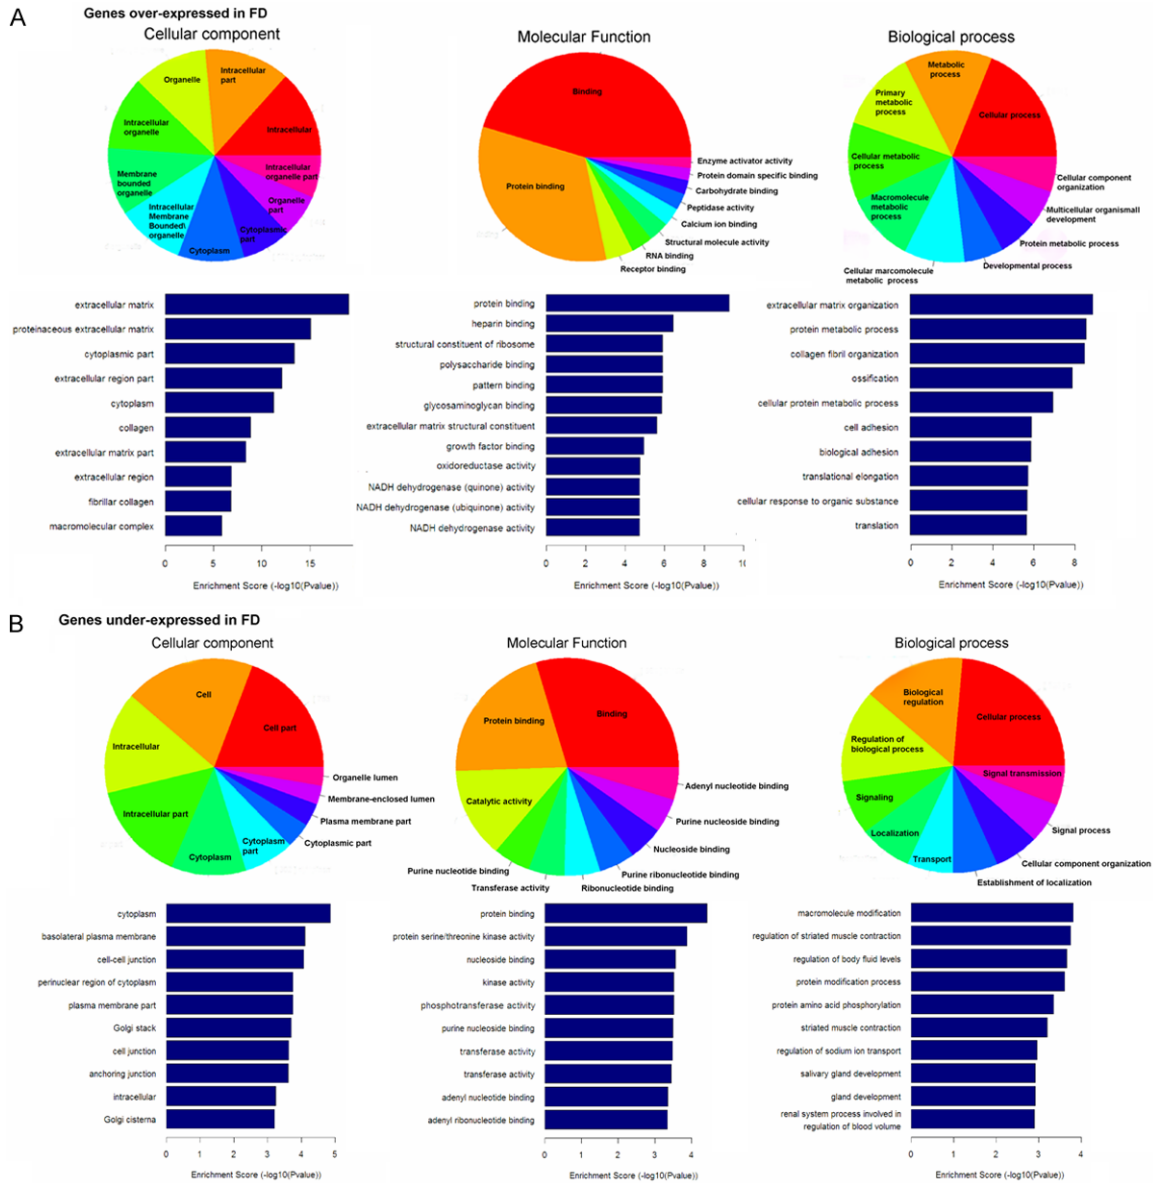 A
Genes over-expressed in FD
Cellular component
Molecular Function
Biological process
Intracellular
part
Organelle
Intracellular
Intracellular
organelle
Membrane
bounded
organelle
Intracellular
Membrane
Bounded\
organelle
Cytoplasm
Cytoplasmic
part
Organelle
part
Intracellular
organelle part
Binding
Protein binding
Enzyme activator activity
Protein domain specific binding
Carbohydrate binding
Peptidase activity
Calcium ion binding
Structural molecule activity
RNA binding
Receptor binding
Metabolic
process
Primary
metabolic
process
Cellular process
Cellular metabolic
process
Macromolecule
metabolic
process
Cellular marcomolecule
metabolic process
Developmental process
Protein metabolic process
Multicellular organismall
development
Cellular component
organization
extracellular matrix
proteinaceous extracellular matrix
cytoplasmic part
extracellular region part
cytoplasm
collagen
extracellular matrix part
extracellular region
fibrillar collagen
macromolecular complex
0 5 10 15
Enrichment Score (-log10(Pvalue))
protein binding
heparin binding
structural constituent of ribosome
polysaccharide binding
pattern binding
glycosaminoglycan binding
extracellular matrix structural constituent
growth factor binding
oxidoreductase activity
NADH dehydrogenase (quinone) activity
NADH dehydrogenase (ubiquinone) activity
NADH dehydrogenase activity
0 2 4 6 8 10
Enrichment Score (-log10(Pvalue))
extracellular matrix organization
protein metabolic process
collagen fibril organization
ossification
cellular protein metabolic process
cell adhesion
biological adhesion
translational elongation
cellular response to organic substance
translation
0 2 4 6 8
Enrichment Score (-log10(Pvalue))
B
Genes under-expressed in FD
Cellular component
Molecular Function
Biological process
Cell
Cell part
Intracellular
Intracellular part
Cytoplasm
Cytoplasm
part
Organelle lumen
Membrane-enclosed lumen
Plasma membrane part
Cytoplasmic part
Protein binding
Binding
Catalytic activity
Purine nucleotide binding
Transferase activity
Ribonucleotide binding
Purine ribonucleotide binding
Nucleoside binding
Purine nucleoside binding
Adenyl nucleotide binding
Biological
regulation
Cellular process
Regulation of
biological process
Signaling
Localization
Transport
Signal transmission
Signal process
Cellular component organization
Establishment of localization
cytoplasm
basolateral plasma membrane
cell-cell junction
perinuclear region of cytoplasm
plasma membrane part
Golgi stack
cell junction
anchoring junction
intracellular
Golgi cisterna
0 1 2 3 4 5
Enrichment Score (-log10(Pvalue))
protein binding
protein serine/threonine kinase activity
nucleoside binding
kinase activity
phosphotransferase activity
purine nucleoside binding
transferase activity
transferase activity
adenyl nucleotide binding
adenyl ribonucleotide binding
0 1 2 3 4
Enrichment Score (-log10(Pvalue))
macromolecule modification
regulation of striated muscle contraction
regulation of body fluid levels
protein modification process
protein amino acid phosphorylation
striated muscle contraction
regulation of sodium ion transport
salivary gland development
gland development
renal system process involved in
regulation of blood volume
0 1 2 3 4
Enrichment Score (-log10(Pvalue))